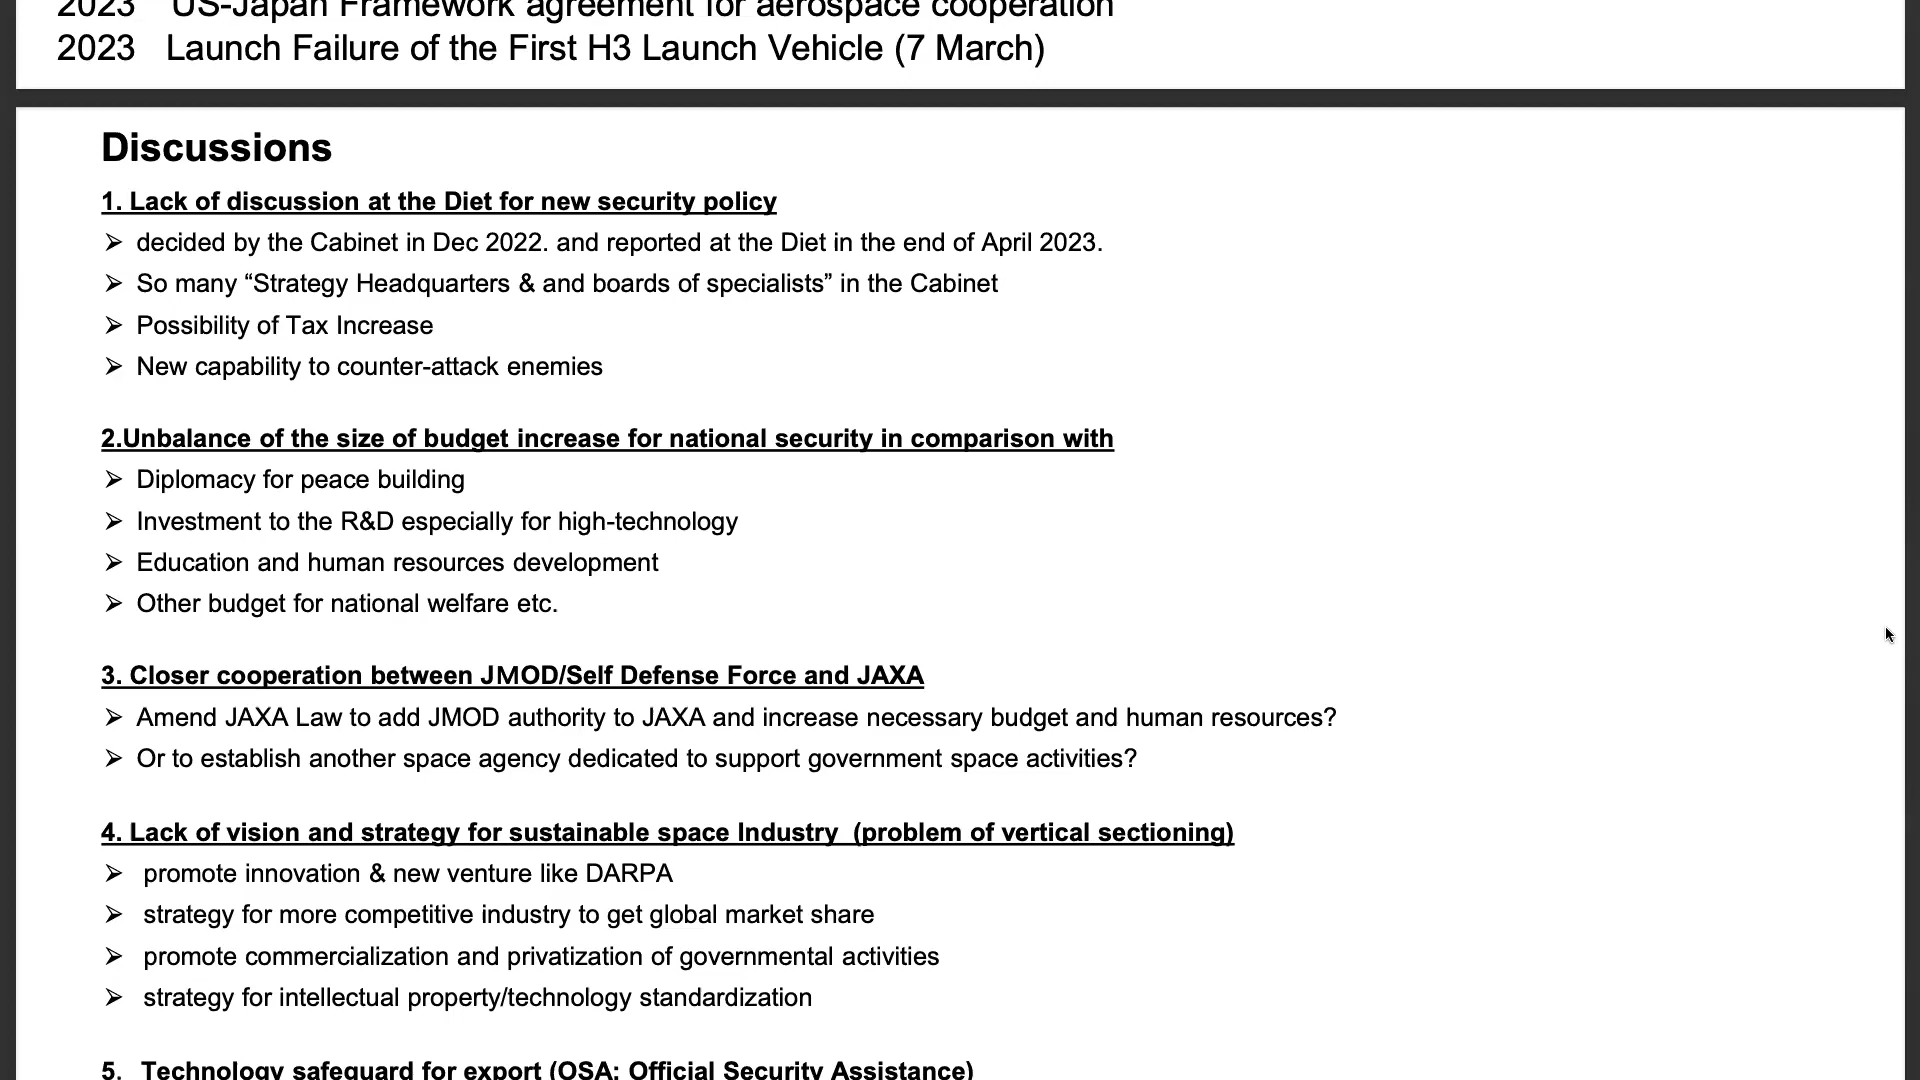 2023 US-Japan Framework agreement for aerospace cooperation
2023 Launch Failure of the First H3 Launch Vehicle (7 March)
Discussions
1. Lack of discussion at the Diet for new security policy
➢ decided by the Cabinet in Dec 2022. and reported at the Diet in the end of April 2023.
➢ So many “Strategy Headquarters & and boards of specialists” in the Cabinet
➢ Possibility of Tax Increase
➢ New capability to counter-attack enemies
2.Unbalance of the size of budget increase for national security in comparison with
➢ Diplomacy for peace building
➢ Investment to the R&D especially for high-technology
➢ Education and human resources development
➢ Other budget for national welfare etc.
3. Closer cooperation between JMOD/Self Defense Force and JAXA
➢ Amend JAXA Law to add JMOD authority to JAXA and increase necessary budget and human resources?
➢ Or to establish another space agency dedicated to support government space activities?
4. Lack of vision and strategy for sustainable space Industry (problem of vertical sectioning)
➢ promote innovation & new venture like DARPA
➢ strategy for more competitive industry to get global market share
➢ promote commercialization and privatization of governmental activities
➢ strategy for intellectual property/technology standardization
5. Technology safeguard for export (OSA: Official Security Assistance)